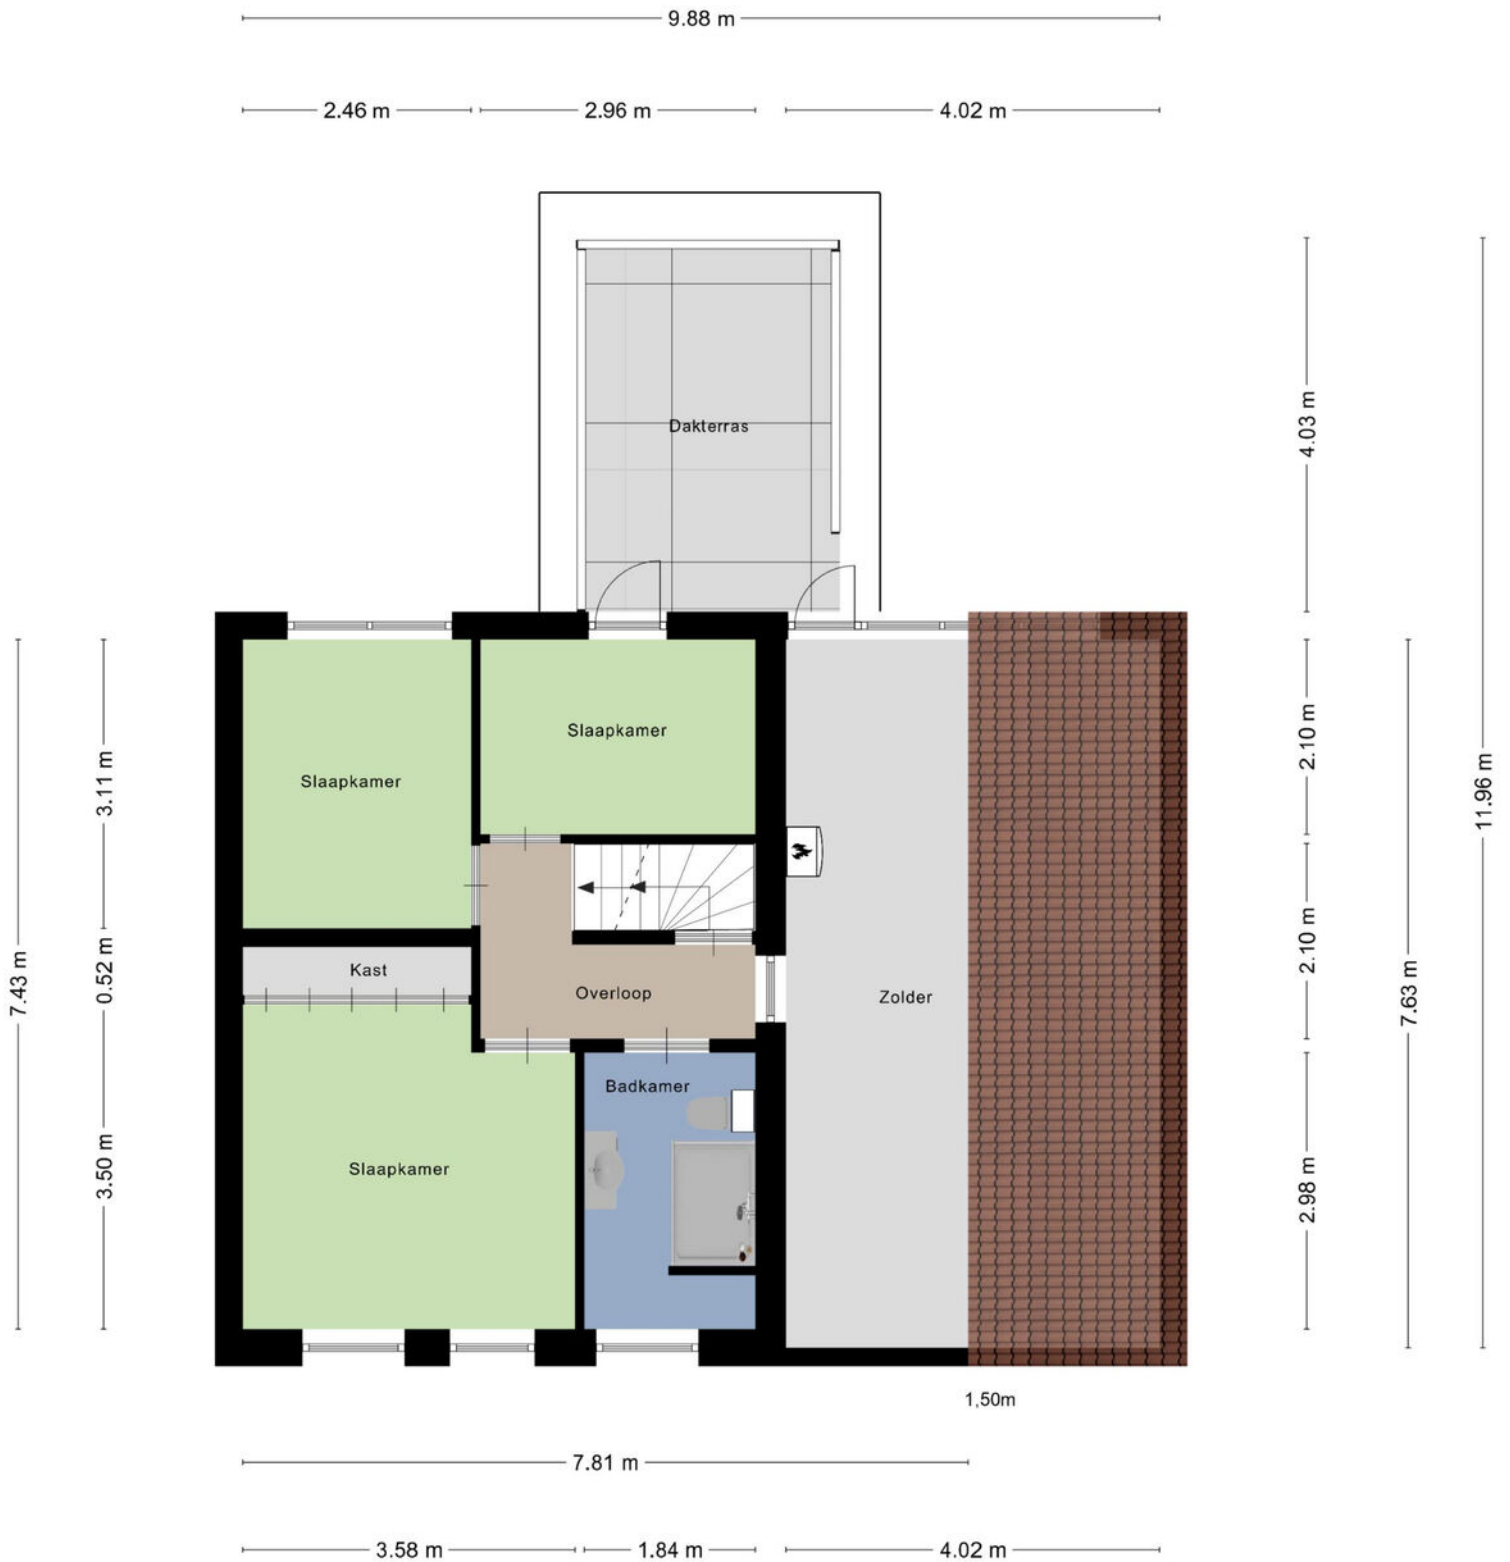 9.88 m
2.46 m
2.96 m
4.02 m
Dakterras
4.03 m
11.96 m
Slaapkamer
Slaapkamer
2.10 m
3.11 m
7.43 m
0.52 m
Kast
Overloop
Zolder
2.10 m
7.63 m
Badkamer
Slaapkamer
3.50 m
2.98 m
1,50m
7.81 m
3.58 m
1.84 m
4.02 m